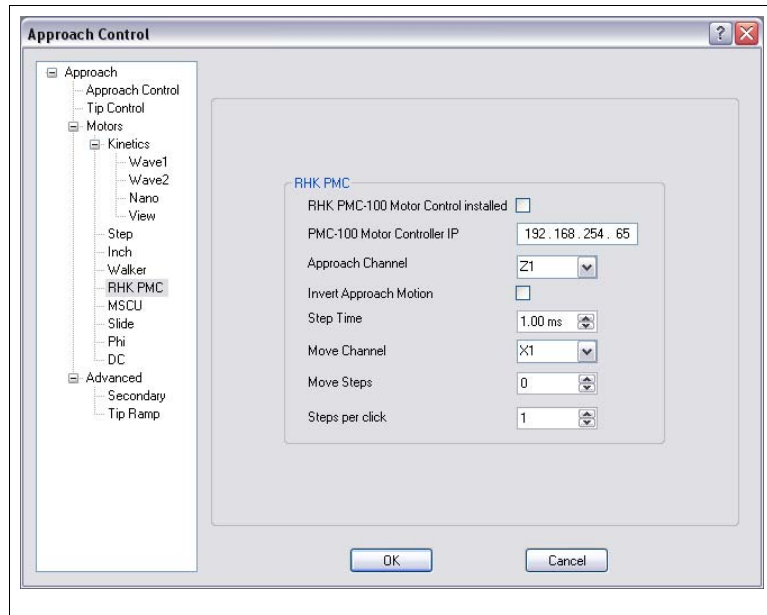 Approach Control
Approach
Approach Control
Tip Control
Motors
Kinetics
Wave1
Wave2
Nano
View
Step
Inch
Walker
RHK PMC
MSCU
Slide
Phi
DC
Advanced
Secondary
Tip Ramp
RHK PMC
RHK PMC-100 Motor Control installed
PMC-100 Motor Controller IP 192 . 168 . 254 . 65
Approach Channel Z1
Invert Approach Motion
Step Time 1.00 ms
Move Channel X1
Move Steps 0
Steps per click 1
OK Cancel